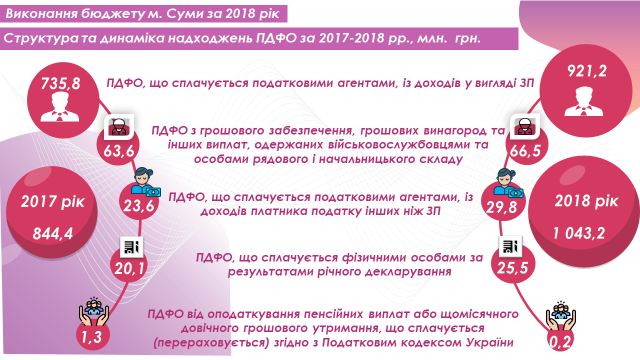 Виконання бюджету м. Суми за 2018 рік
Структура та динаміка надходжень ПДФО за 2017-2018 рр., млн. грн.
735,8
ПДФО, що сплачується податковими агентами, із доходів у вигляді ЗП
921,2
63,6
ПДФО з грошового забезпечення, грошових винагород та
інших виплат, одержаних військовослужбовцями та
особами рядового і начальницького складу
66,5
2017 рік
844,4
23,6
ПДФО, що сплачується податковими агентами, із
доходів платника податку інших ніж ЗП
29,8
2018 рік
1 043,2
20,1
ПДФО, що сплачується фізичними особами за
результатами річного декларування
25,5
1,3
ПДФО від оподаткування пенсійних виплат або щомісячного
довічного грошового утримання, що сплачується
(перераховується) згідно з Податковим кодексом України
0,2